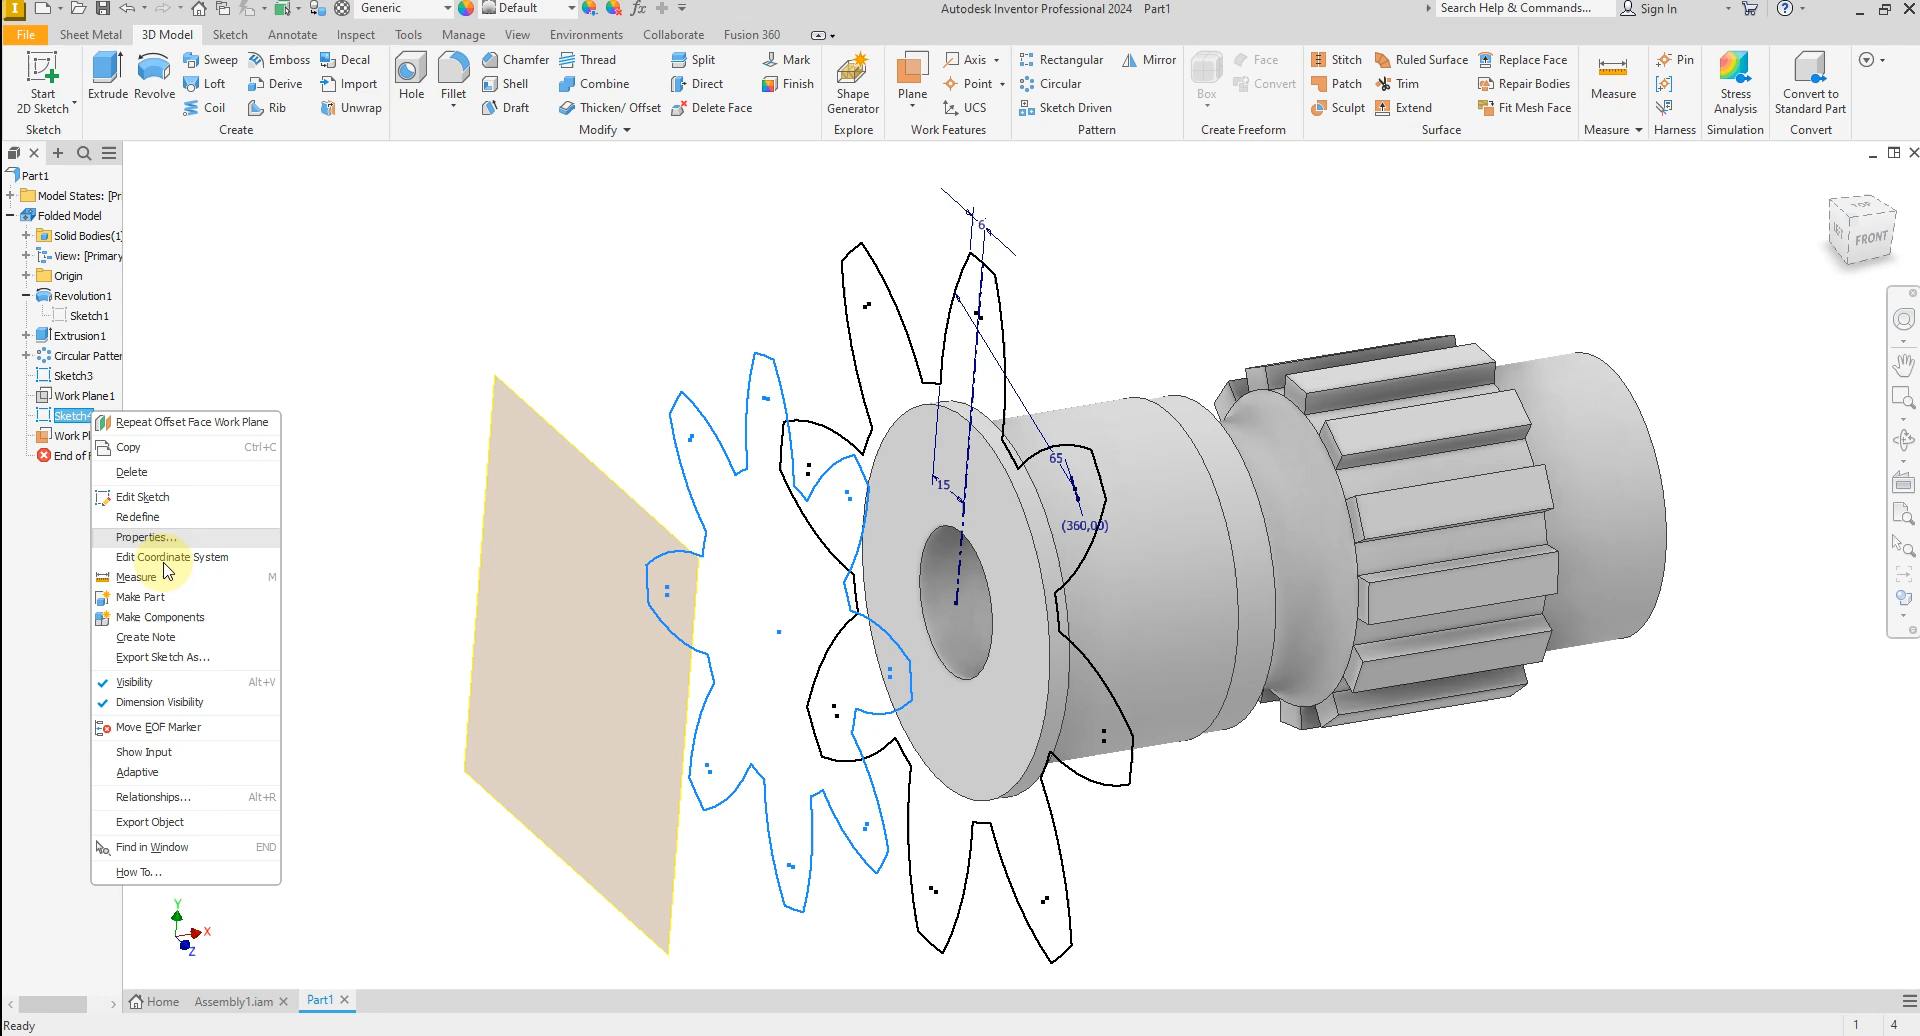 Generic
Default
fx
Autodesk Inventor Professional 2024 Part1
Search Help & Commands...
Sign In
File Sheet Metal 3D Model Sketch Annotate Inspect Tools Manage View Environments Collaborate Fusion 360
Start
2D Sketch
Sketch
Extrude Revolve
Sweep Emboss Decal
Loft Derive Import
Coil Rib Unwrap
Create
Hole Fillet
Chamfer Thread Split Mark
Shell Combine Direct Finish
Draft Thicken/ Offset Delete Face
Modify
Shape
Generator
Explore
Plane
Axis
Point
UCS
Work Features
Rectangular Mirror
Circular
Sketch Driven
Pattern
Box
Face
Convert
Create Freeform
Stitch Ruled Surface Replace Face
Patch Trim Repair Bodies
Sculpt Extend Fit Mesh Face
Surface
Measure
Measure
Pin
Harness
Stress
Analysis
Simulation
Convert to
Standard Part
Convert
Part1
Model States: [Pr
Folded Model
Solid Bodies(1)
View: [Primary
Origin
Revolution1
Sketch1
Extrusion1
Circular Patter
Sketch3
Work Plane1
Sketch4
Work Pl
End of F
Repeat Offset Face Work Plane
Copy Ctrl+C
Delete
Edit Sketch
Redefine
Properties...
Edit Coordinate System
Measure M
Make Part
Make Components
Create Note
Export Sketch As...
Visibility Alt+V
Dimension Visibility
Move EOF Marker
Show Input
Adaptive
Relationships... Alt+R
Export Object
Find in Window END
How To...
6
65
15
(360,00)
TOP
LEFT
FRONT
Y
X
Z
Home Assembly1.iam Part1
Ready
1 4